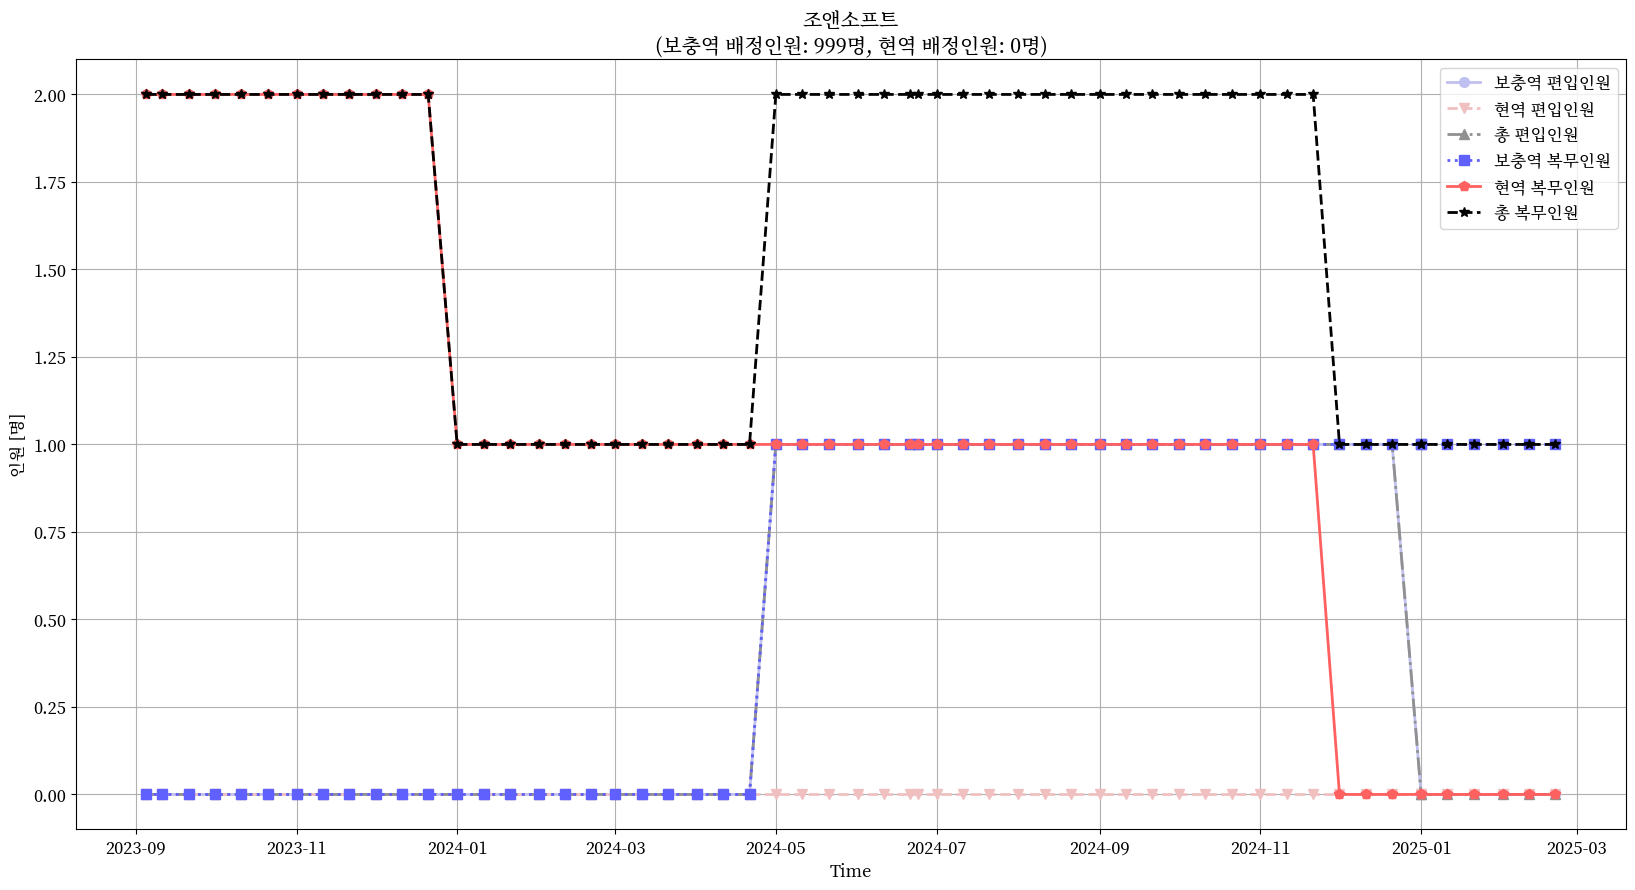 조앤소프트
(보충역 배정인원: 999명, 현역 배정인원: 0명)
보충역 편입인원
현역 편입인원
총 편입인원
보충역 복무인원
현역 복무인원
총 복무인원
인원 [명]
2.00
1.75
1.50
1.25
1.00
0.75
0.50
0.25
0.00
2023-09
2023-11
2024-01
2024-03
2024-05
2024-07
2024-09
2024-11
2025-01
2025-03
Time